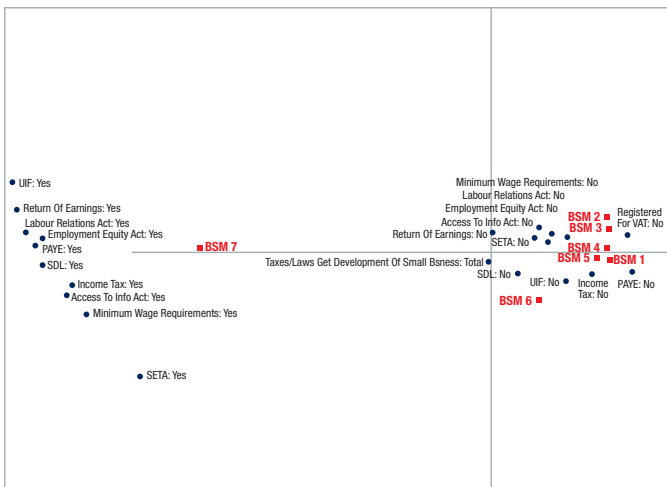 UIF: Yes
Return Of Earnings: Yes
Labour Relations Act: Yes
Employment Equity Act: Yes
PAYE: Yes
SDL: Yes
Income Tax: Yes
Access To Info Act: Yes
Minimum Wage Requirements: Yes
SETA: Yes
BSM 7
Taxes/Laws Get Development Of Small Bsness: Total
Minimum Wage Requirements: No
Labour Relations Act: No
Employment Equity Act: No
Access To Info Act: No
Return Of Earnings: No
SETA: No
BSM 2
BSM 3
Registered
For VAT: No
BSM 4
BSM 5
BSM 1
SDL: No
UIF: No
Income
Tax: No
PAYE: No
BSM 6